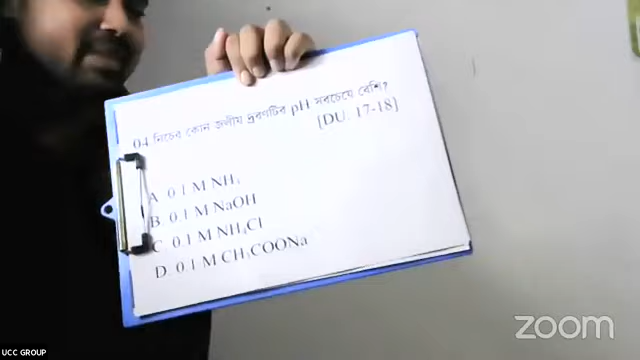 04.নিচের কোন জলীয় দ্রবণটির pH সবচেয়ে বেশি?
[DU. 17-18]
A. 0.1 M NH₃
B. 0.1 M NaOH
C. 0.1 M NH₄Cl
D. 0.1 M CH₃COONa
UCC GROUP
zoom